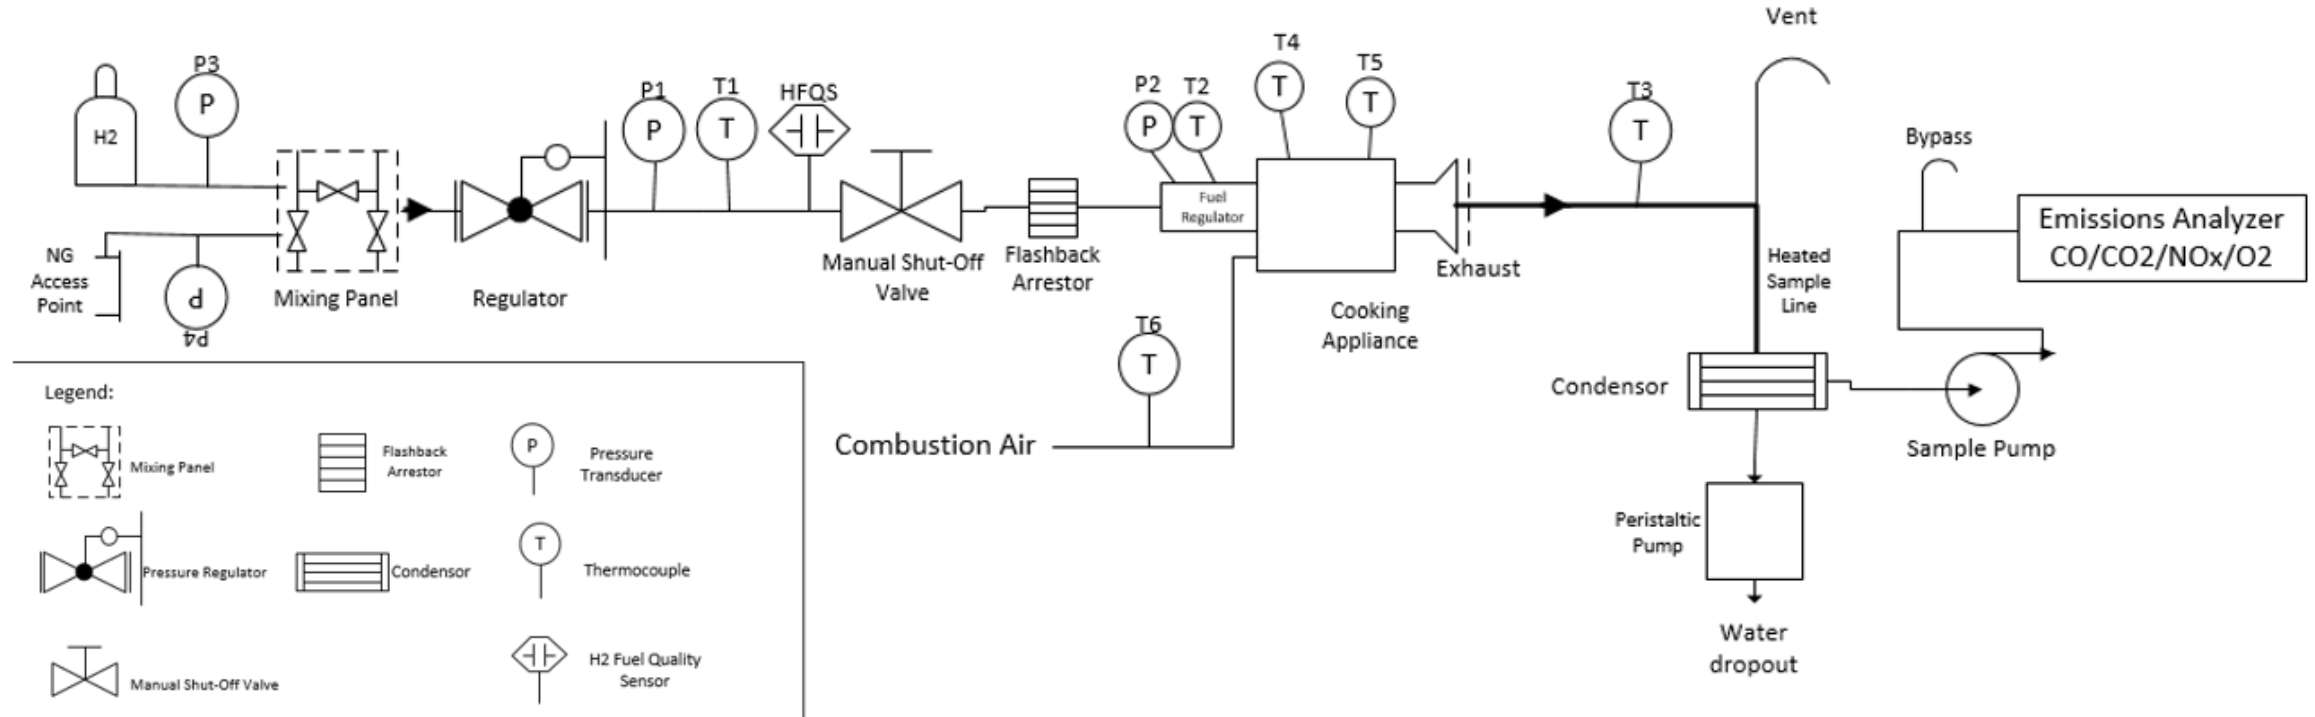 Vent
P3
P
H2
P1
P
T1
T
HFQS
P2
P
T2
T
T4
T
T5
T
T3
T
Bypass
NG
Access
Point
P
P4
Mixing Panel
Regulator
Manual Shut-Off
Valve
Flashback
Arrestor
Fuel
Regulator
Exhaust
Cooking
Appliance
T6
T
Combustion Air
Heated
Sample
Line
Emissions Analyzer
CO/CO2/NOx/O2
Condensor
Sample Pump
Peristaltic
Pump
Water
dropout
Legend:
Mixing Panel
Flashback
Arrestor
P
Pressure
Transducer
Pressure Regulator
Condensor
T
Thermocouple
Manual Shut-Off Valve
H2 Fuel Quality
Sensor